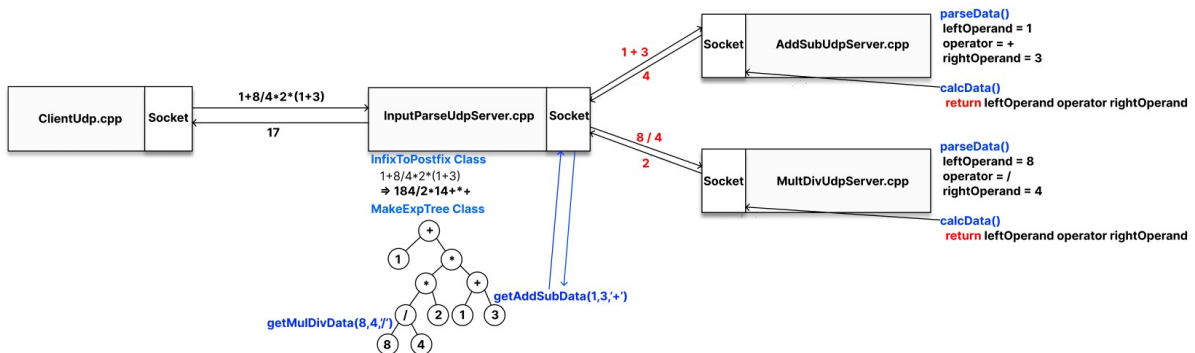 ClientUdp.cpp
Socket
1+8/4*2*(1+3)
17
InputParseUdpServer.cpp
Socket
InfixToPostfix Class
1+8/4*2*(1+3)
⇒ 184/2*14+*+
MakeExpTree Class
+
1
*
*
+
/
2
1
3
8
4
getMulDivData(8,4,'/')
getAddSubData(1,3,'+')
1 + 3
4
8 / 4
2
Socket
AddSubUdpServer.cpp
parseData()
leftOperand = 1
operator = +
rightOperand = 3
calcData()
return leftOperand operator rightOperand
Socket
MultDivUdpServer.cpp
parseData()
leftOperand = 8
operator = /
rightOperand = 4
calcData()
return leftOperand operator rightOperand